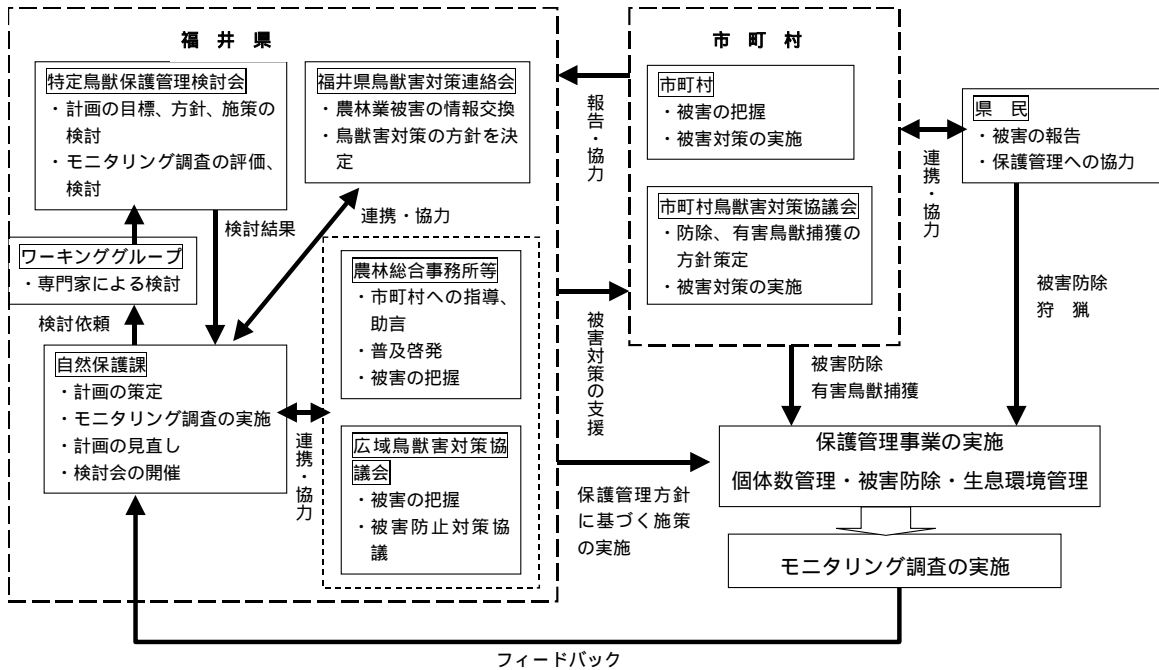 福　井　県
特定鳥獣保護管理検討会
・計画の目標、方針、施策の
検討
・モニタリング調査の評価、
検討
福井県鳥獣害対策連絡会
・農林業被害の情報交換
・鳥獣害対策の方針を決
定
検討結果
連携・協力
ワーキンググループ
・専門家による検討
検討依頼
自然保護課
・計画の策定
・モニタリング調査の実施
・計画の見直し
・検討会の開催
連携・協力
農林総合事務所等
・市町村への指導、
助言
・普及啓発
・被害の把握
広域鳥獣害対策協
議会
・被害の把握
・被害防止対策協
議
報告・協力
被害対策の支援
市　町　村
市町村
・被害の把握
・被害対策の実施
市町村鳥獣害対策協議会
・防除、有害鳥獣捕獲の
方針策定
・被害対策の実施
連携・協力
県　民
・被害の報告
・保護管理への協力
被害防除
狩　猟
被害防除
有害鳥獣捕獲
保護管理方針
に基づく施策
の実施
保護管理事業の実施
個体数管理・被害防除・生息環境管理
モニタリング調査の実施
フィードバック